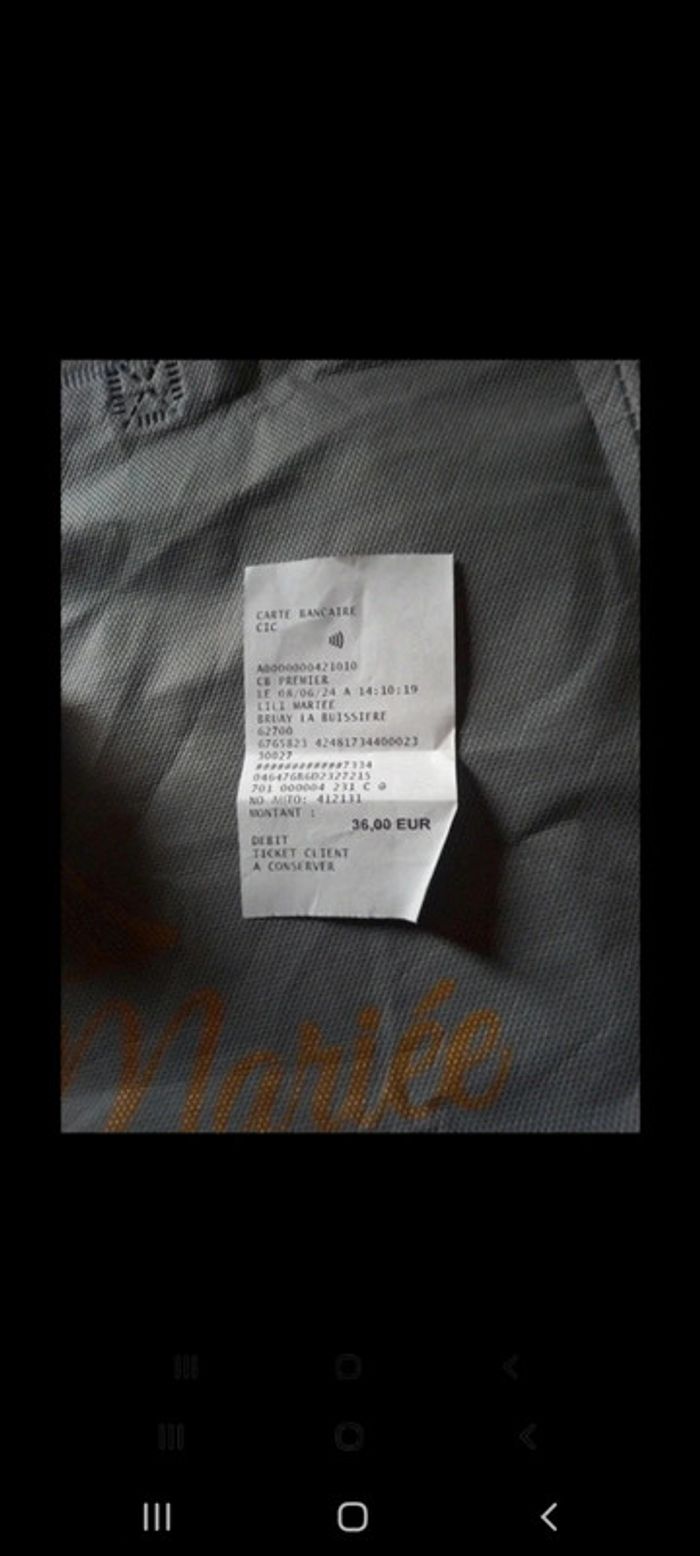 CARTE BANCAIRE
CIC
A0000000421010
CB PREMIER
LE 08/06/24 A 14:10:19
LILI MARIEE
BRUAY LA BUISSIERE
62700
6765823 42481734400023
30027
############7334
046476B6D2327215
701 000004 231 C @
NO AUTO: 412131
MONTANT :
36,00 EUR
DEBIT
TICKET CLIENT
A CONSERVER
Mariée